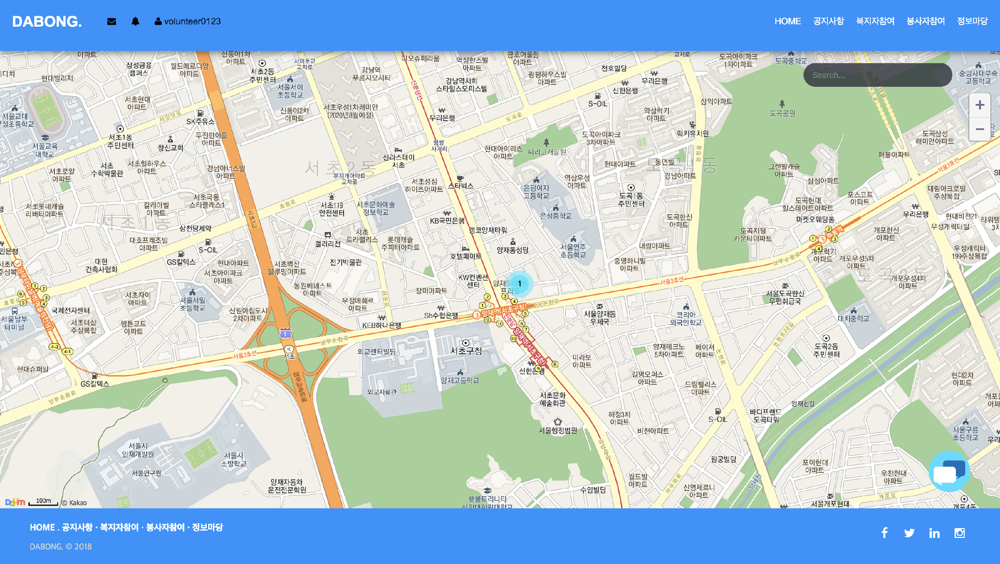 DABONG.
volunteer0123
HOME 공지사항 복지자참여 봉사자참여 정보마당
Search...
신동아1차
아파트
서이초교
교차로
디오슈페리움
역삼한스빌
아파트
금호어울림
아파트
교차로
도곡아이파크
1차아파트
도곡중학교
아파트
삼성금융
캠퍼스
월드메르디앙
아파트
서초2동
주민센터
강남역
푸르지오시티
광평하우스빌
아파트
천호빌딩
우리은행
중앙사대부속
고등학교
현대빌리지
서울서이
초등학교
신분당선
강남역서희
스타힐스오피스텔
신한은행
S-OIL
삼익아파트
도곡공원
서초현대
아파트
사임당로
SK주유소
신동아2차
아파트
서초우성1차래미안
(2020년8월예정)
우리은행
도곡로
역삼럭키
아파트
럭키유치원
서울교대
부설초등학교
서초1동
주민센터
두진한아름
아파트
창신교회
서울교육
대학교
뱅뱅
사거리
도곡아이파크
3차아파트
도곡삼성
래미안아파트
현대아이리스
아파트
싸리고개공원
논현로
매봉아파트
신라스테이
서초
서초2동
도곡1동
현대아파트
동연빌
경남아파트
그랜빌캐슬
아파트
서울3호선
서초
수학박물관
서초힐하우스
아파트
경남아너스빌
아파트
서초로얄
아파트
무지개아파트
교차로
서초성심
하이츠아파트
스타벅스
은광여자
고등학교
역삼우성
아파트
삼성아파트
대림아크로빌
주상복합
서초극동
스타클래스1
서초롯데캐슬
리버티아파트
갈리아빌
아파트
서초1동
효령로
서초119
안전센터
서초문화예술
정보학교
은성중학교
도곡1동
주민센터
도곡현대
힐스테이트아파트
포스코트
아파트
우리은행
현대비전21
KB국민은행
캠코양재타워
도곡한신
아파트
마켓오웨딩홀
매봉역
삼천당제약
서초3교
갤러리전
서초
트라팰리스
롯데캐슬
주피터아파트
도곡지웰
카운티아파트
개포한신
아파트
우성캐릭터빌
대호프레조빌
아파트
S-OIL
GS칼텍스
호텔페이토
양재동성당
서울언주
초등학교
대림아파트
개포럭키
아파트
우성캐릭터
199주상복합
대한
건축사협회
현대아파트
서초아이파크
아파트
서초벽산
블루밍아파트
전기박물관
중명하니빌
아파트
남부순환로
개포우성5차
아파트
남부터미널역(예술의전당)
KW컨벤션
센터
1
서울3호선
도곡2동
개포우성4차
아파트
동원베네스트
아파트
장미아파트
서초자이
아파트
서울서일
초등학교
서운로
우정에쉐르
아파트
서울도곡한신
우편취급국
효령로
국제전자센터
신원아침도시
2차아파트
Sh수협은행
양재역(서초구청)
남부순환로
서울양재동
우체국
코리아
외국인학교
대치중학교
서울남부
터미널
서초더샵
주상복합
햄튼코트
아파트
KEB하나은행
양재역(서초구청)
논현로28길
4-2
4-1
서울3호선
서초
남부순환로
외교센터빌딩
서초구청
양재테크노
5차아파트
메이저
아파트
도곡2동
주민센터
현대슈퍼빌
GS칼텍스
경부고속도로
외교자료관
양재고등학교
신한은행
미라보
아파트
길명오퍼스
아파트
드림팰리스
아파트
논현로
현대2차
아파트
남부순환로
서초문화
예술회관
해청3차
아파트
S-OIL
바디프랜드
도곡타워
양재천길
서울행정법원
비전아파트
서울구룡
초등학교
서울시
인재개발원
서울시
소방학교
강남대로
원궁빌딩
포이현대
아파트
서울연구원
양재자동차
운전전문학원
횃불트리니티
신학대학원대학교
수암빌딩
월드빌
아파트
바우뫼로
신영체르니
아파트
양재천
우찬현대
아파트
개포로
서울개포현대
개포4동
Daum 100m © Kakao
HOME . 공지사항 · 복지자참여 · 봉사자참여 · 정보마당
DABONG. © 2018